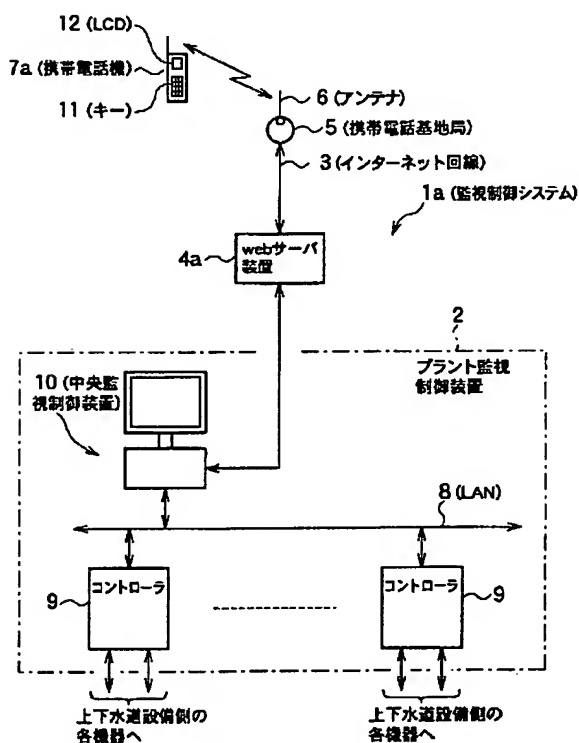 12 (LCD)
7a (携帯電話機)
11 (キー)
6 (アンテナ)
5 (携帯電話基地局)
3 (インターネット回線)
1a (監視制御システム)
webサーバ
装置
4a
2
プラント監視
制御装置
10 (中央監
視制御装置)
8 (LAN)
コントローラ
9
コントローラ
9
上下水道設備側の
各機器へ
上下水道設備側の
各機器へ